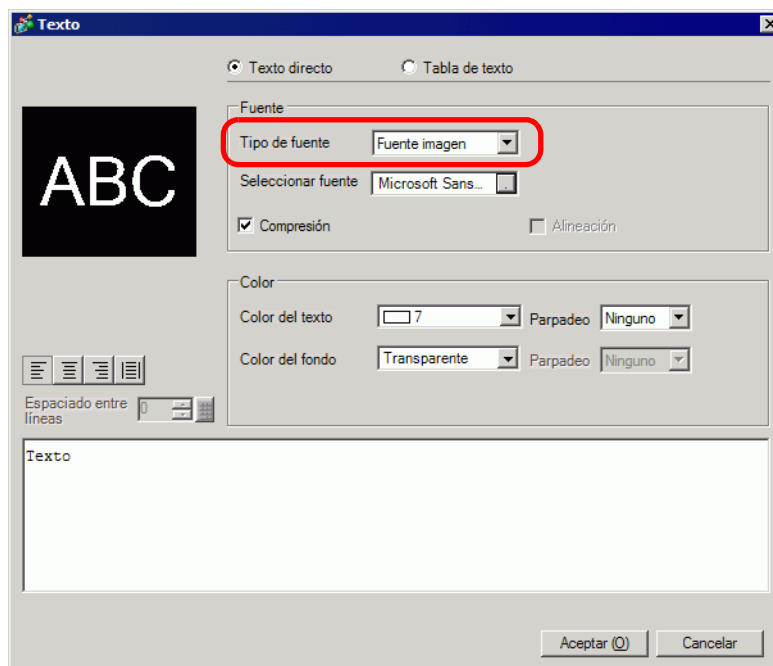 Texto
Texto directo Tabla de texto
Fuente
ABC
Tipo de fuente Fuente imagen
Seleccionar fuente Microsoft Sans... .
Compresión Alineación
Color
Color del texto 7 Parpadeo Ninguno
Color del fondo Transparente Parpadeo Ninguno
Espaciado entre líneas 0
Texto
Aceptar (O) Cancelar